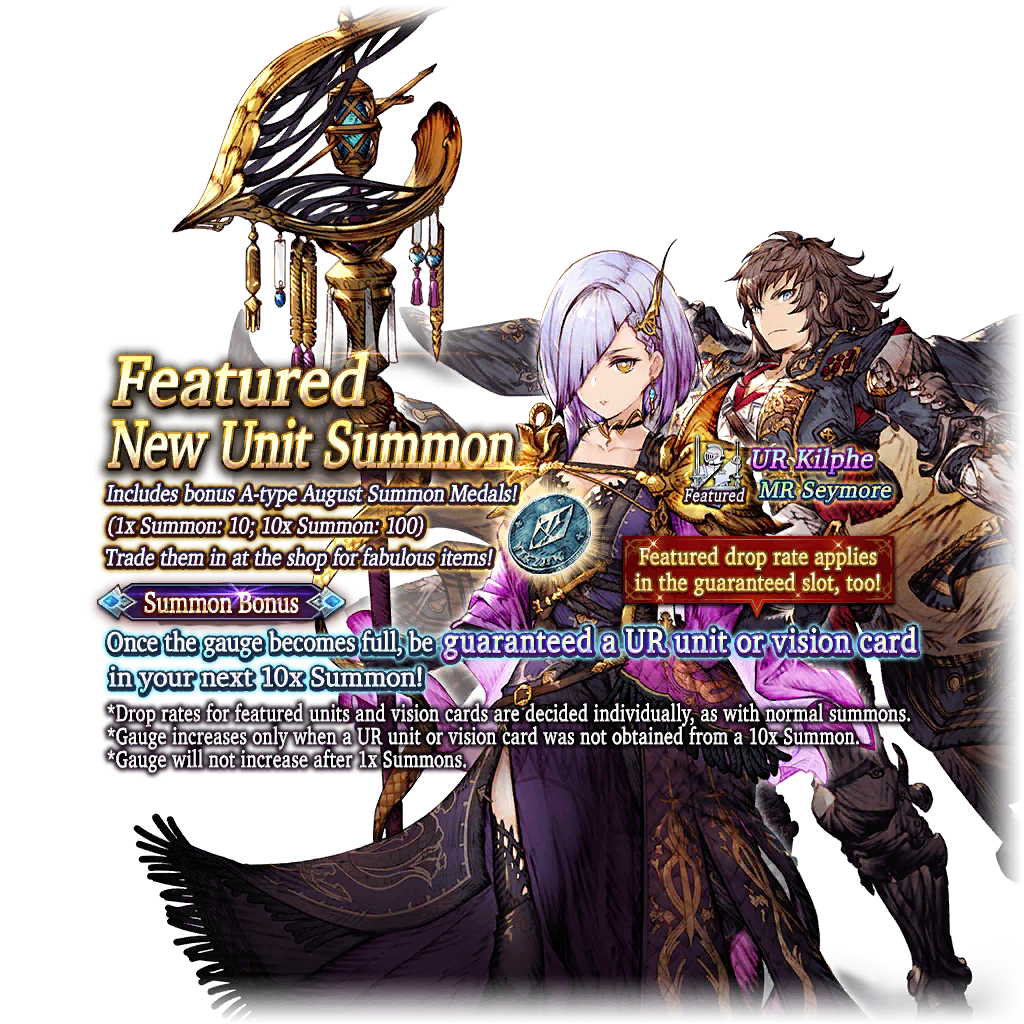 Featured
New Unit Summon
Includes bonus A-type August Summon Medals!
(1x Summon: 10; 10x Summon: 100)
Trade them in at the shop for fabulous items!
Featured
UR Kilphe
MR Seymore
Featured drop rate applies
in the guaranteed slot, too!
Summon Bonus
Once the gauge becomes full, be guaranteed a UR unit or vision card
in your next 10x Summon!
*Drop rates for featured units and vision cards are decided individually, as with normal summons.
*Gauge increases only when a UR unit or vision card was not obtained from a 10x Summon.
*Gauge will not increase after 1x Summons.